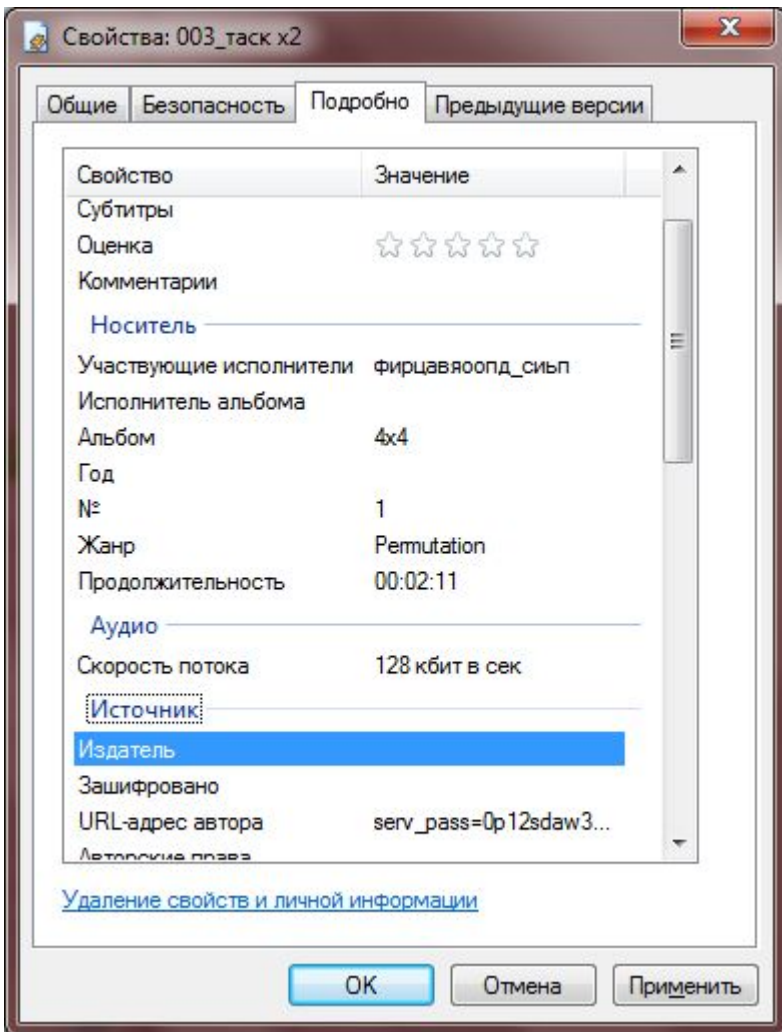 Свойства: 003_таск x2
Общие Безопасность Подробно Предыдущие версии
Свойство Значение
Субтитры
Оценка
Комментарии
Носитель
Участвующие исполнители фирцавяоопд_сиьп
Исполнитель альбома
Альбом 4x4
Год
№ 1
Жанр Permutation
Продолжительность 00:02:11
Аудио
Скорость потока 128 кбит в сек
Источник
Издатель
Зашифровано
URL-адрес автора serv_pass=0p12sdaw3...
Авторские права
Удаление свойств и личной информации
OK Отмена Применить